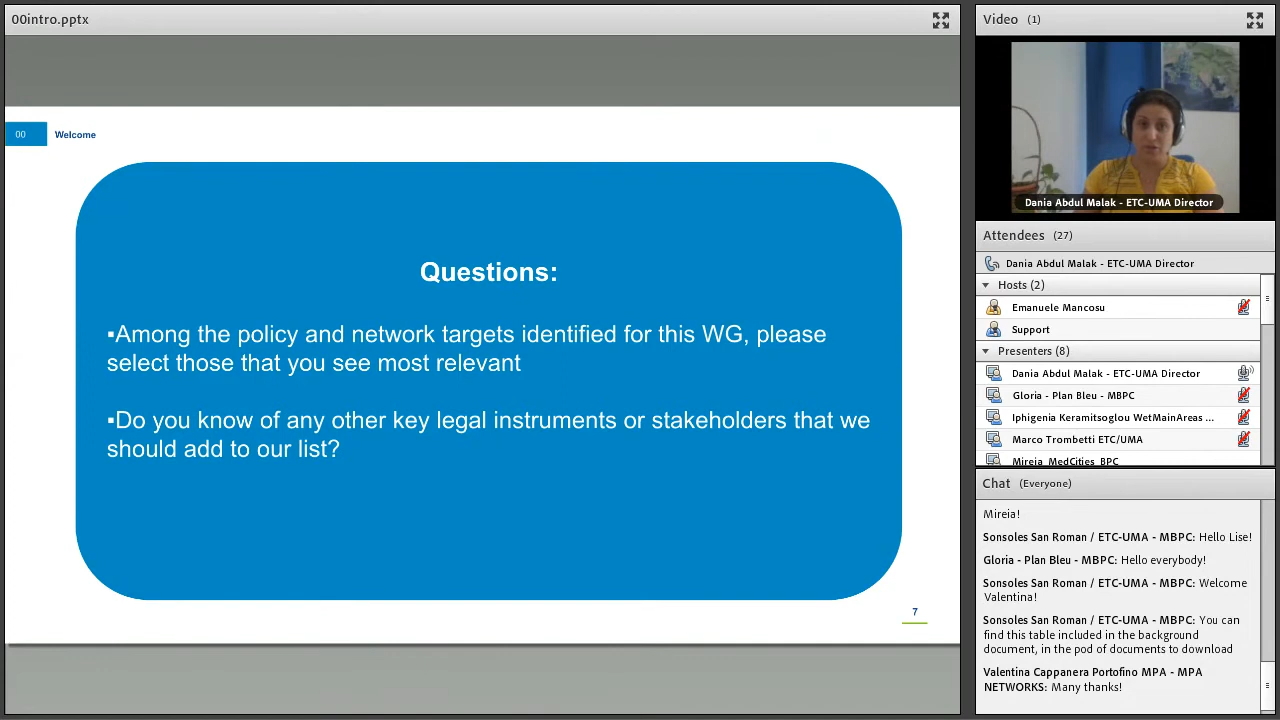 00intro.pptx
00
Welcome
Questions:
▪Among the policy and network targets identified for this WG, please
select those that you see most relevant
▪Do you know of any other key legal instruments or stakeholders that we
should add to our list?
7
Video (1)
Dania Abdul Malak - ETC-UMA Director
Attendees (27)
Dania Abdul Malak - ETC-UMA Director
Hosts (2)
Emanuele Mancosu
Support
Presenters (8)
Dania Abdul Malak - ETC-UMA Director
Gloria - Plan Bleu - MBPC
Iphigenia Keramitsoglou WetMainAreas ...
Marco Trombetti ETC/UMA
Mireia_MedCities_BPC
Chat (Everyone)
Mireia!
Sonsoles San Roman / ETC-UMA - MBPC: Hello Lise!
Gloria - Plan Bleu - MBPC: Hello everybody!
Sonsoles San Roman / ETC-UMA - MBPC: Welcome
Valentina!
Sonsoles San Roman / ETC-UMA - MBPC: You can
find this table included in the background
document, in the pod of documents to download
Valentina Cappanera Portofino MPA - MPA
NETWORKS: Many thanks!